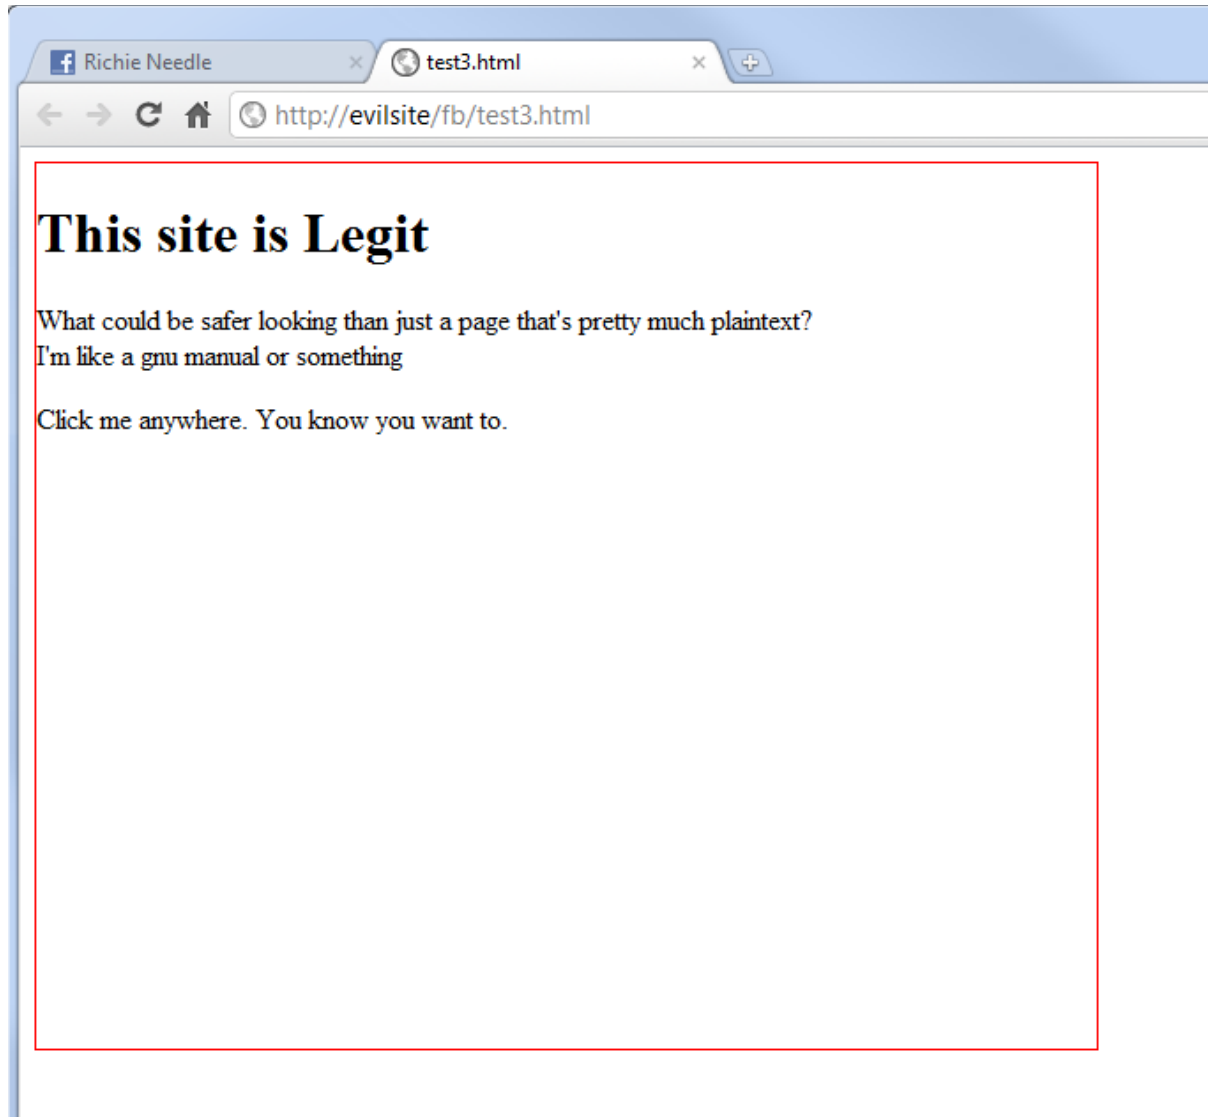 Richie Needle
test3.html
http://evilsite/fb/test3.html
This site is Legit
What could be safer looking than just a page that's pretty much plaintext?
I'm like a gnu manual or something
Click me anywhere. You know you want to.